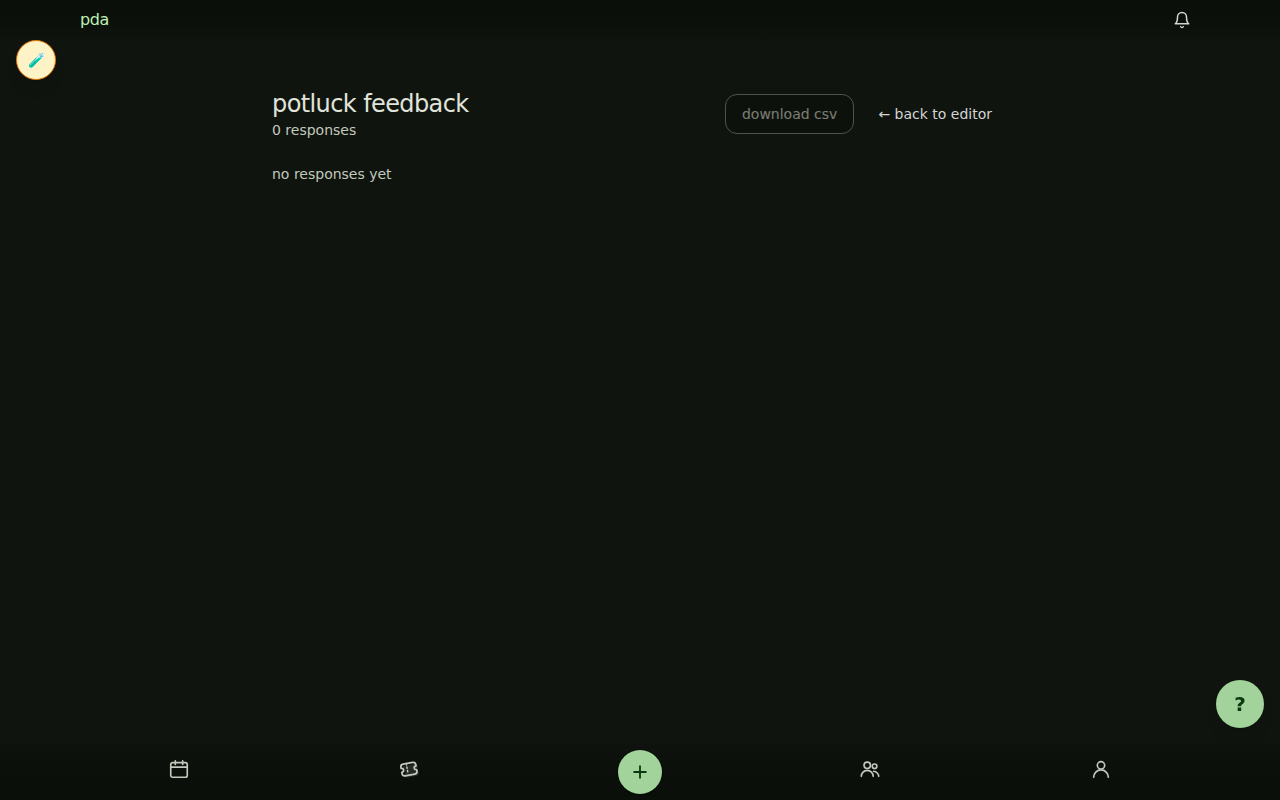 pda
potluck feedback
0 responses
download csv
← back to editor
no responses yet
?